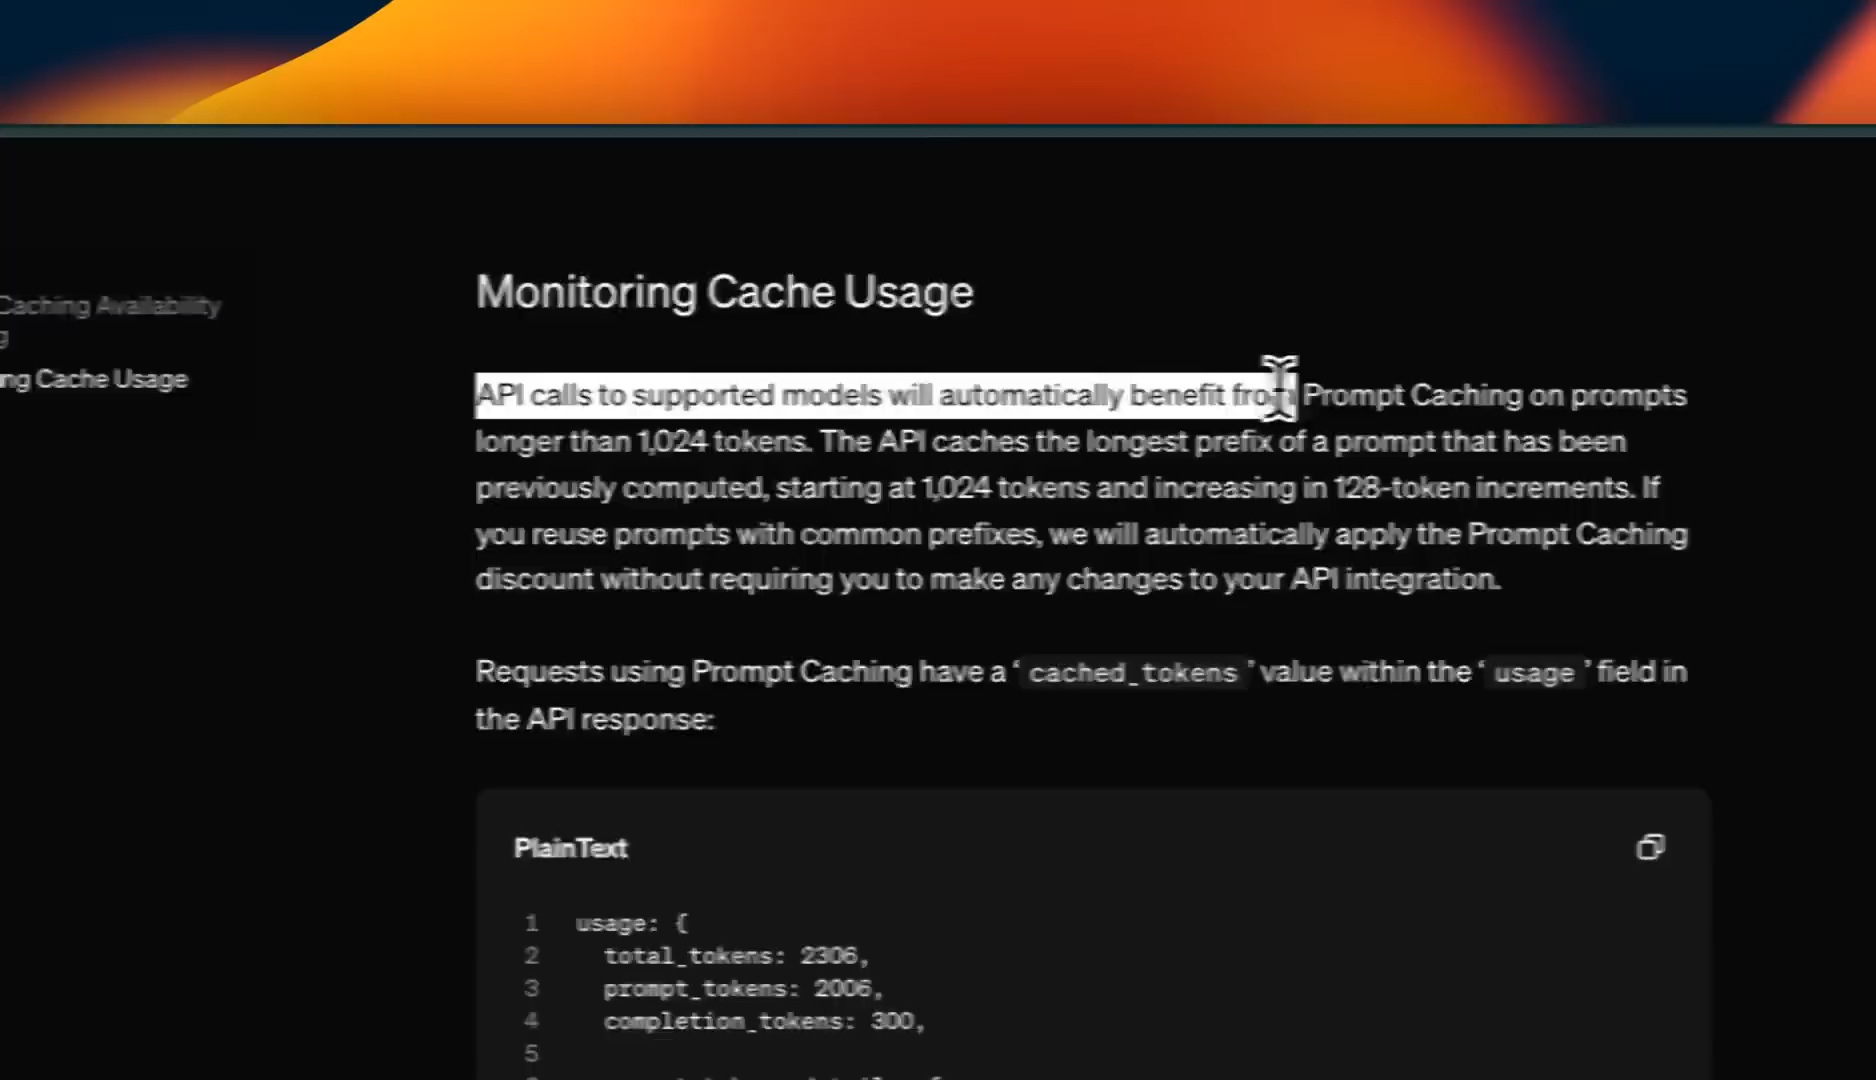 Monitoring Cache Usage
Caching Availability
g
ng Cache Usage
API calls to supported models will automatically benefit from Prompt Caching on prompts
longer than 1,024 tokens. The API caches the longest prefix of a prompt that has been
previously computed, starting at 1,024 tokens and increasing in 128-token increments. If
you reuse prompts with common prefixes, we will automatically apply the Prompt Caching
discount without requiring you to make any changes to your API integration.
Requests using Prompt Caching have a ‘cached_tokens’ value within the ‘usage’ field in
the API response:
PlainText
1 usage: {
2 total_tokens: 2306,
3 prompt_tokens: 2006,
4 completion_tokens: 300,
5